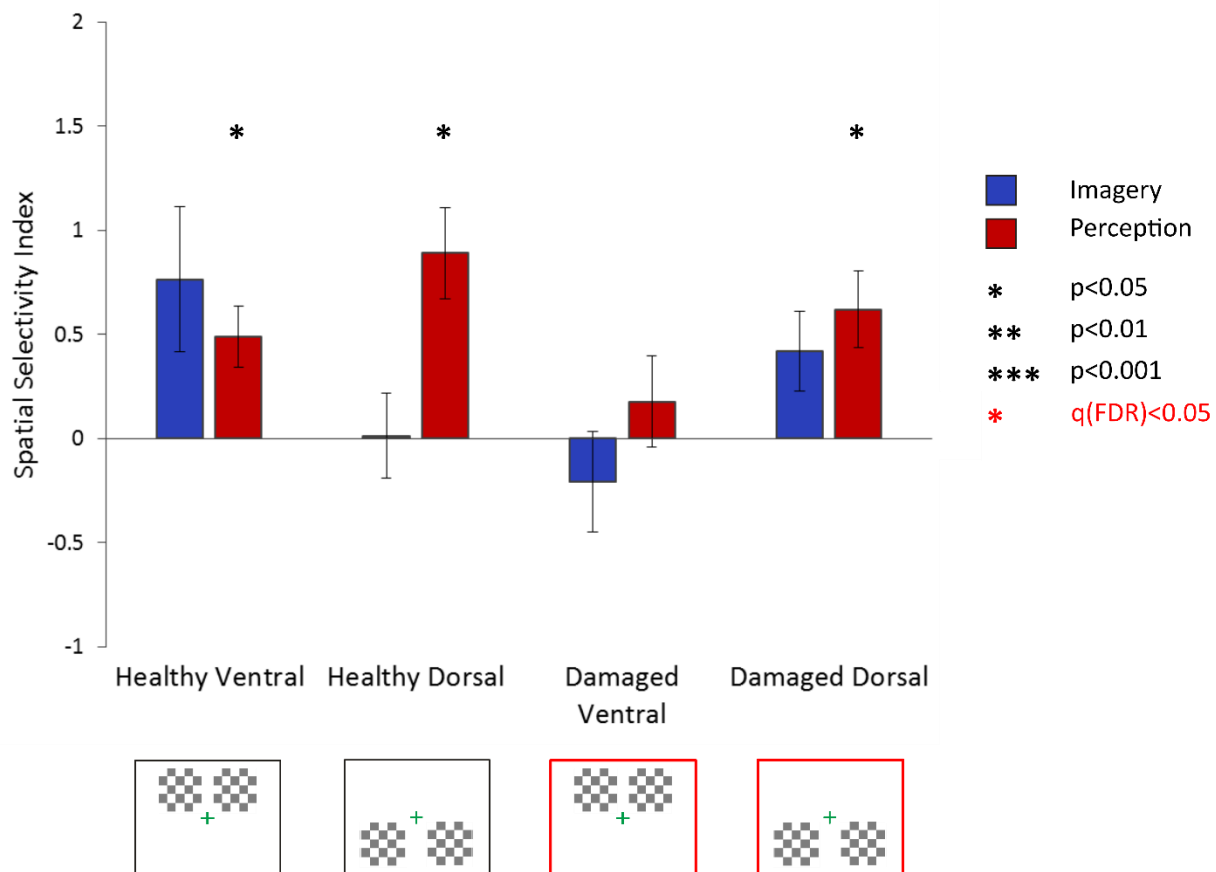 2
1.5
1
0.5
0
-0.5
-1
Spatial Selectivity Index
*
*
*
Healthy Ventral
Healthy Dorsal
Damaged
Ventral
Damaged Dorsal
Imagery
Perception
* p<0.05
** p<0.01
*** p<0.001
* q(FDR)<0.05